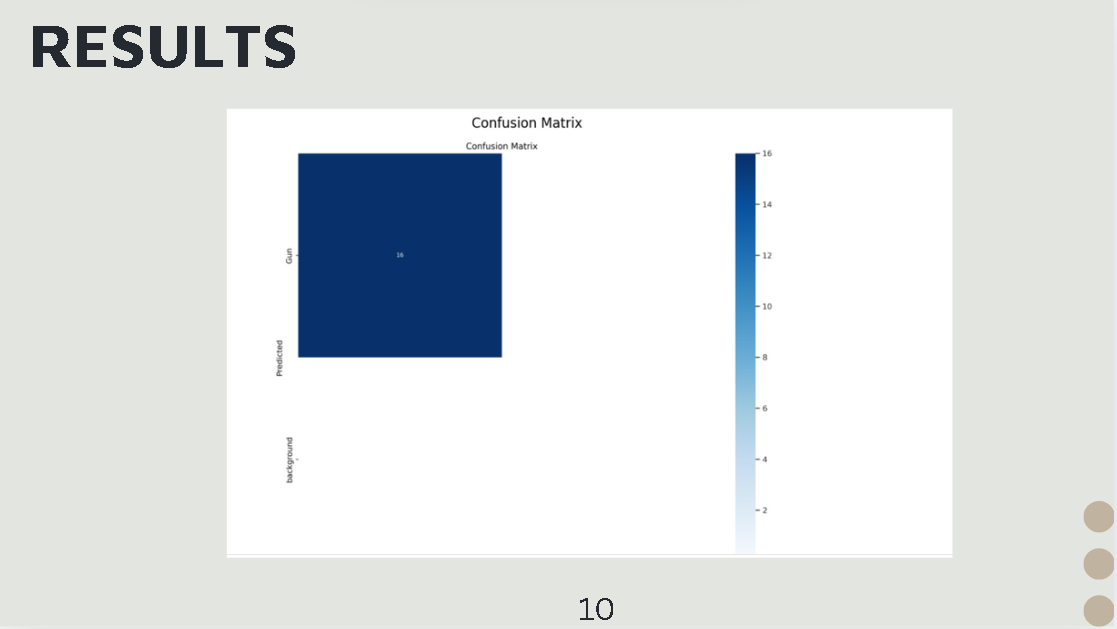 RESULTS
Confusion Matrix
Confusion Matrix
16
Gun
16
14
12
10
8
6
4
2
Predicted
background
10